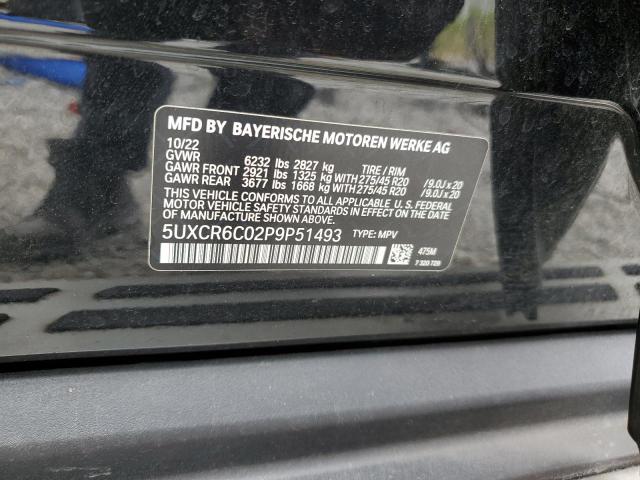 MFD BY BAYERISCHE MOTOREN WERKE AG
10/22
GVWR 6232 lbs 2827 kg TIRE / RIM
GAWR FRONT 2921 lbs 1325 kg WITH 275/45 R20 /9.0J x 20
GAWR REAR 3677 lbs 1668 kg WITH 275/45 R20 /9.0J x 20
THIS VEHICLE CONFORMS TO ALL APPLICABLE U.S. FEDERAL
MOTOR VEHICLE SAFETY STANDARDS IN EFFECT ON THE
DATE OF MANUFACTURE SHOWN ABOVE.
5UXCR6C02P9P51493 TYPE: MPV
475M
7 320 729